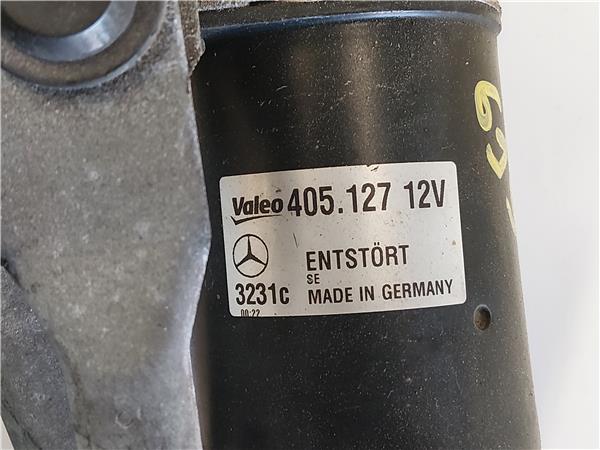 Valeo 405.127 12V
ENTSTÖRT
SE
3231c MADE IN GERMANY
00:22